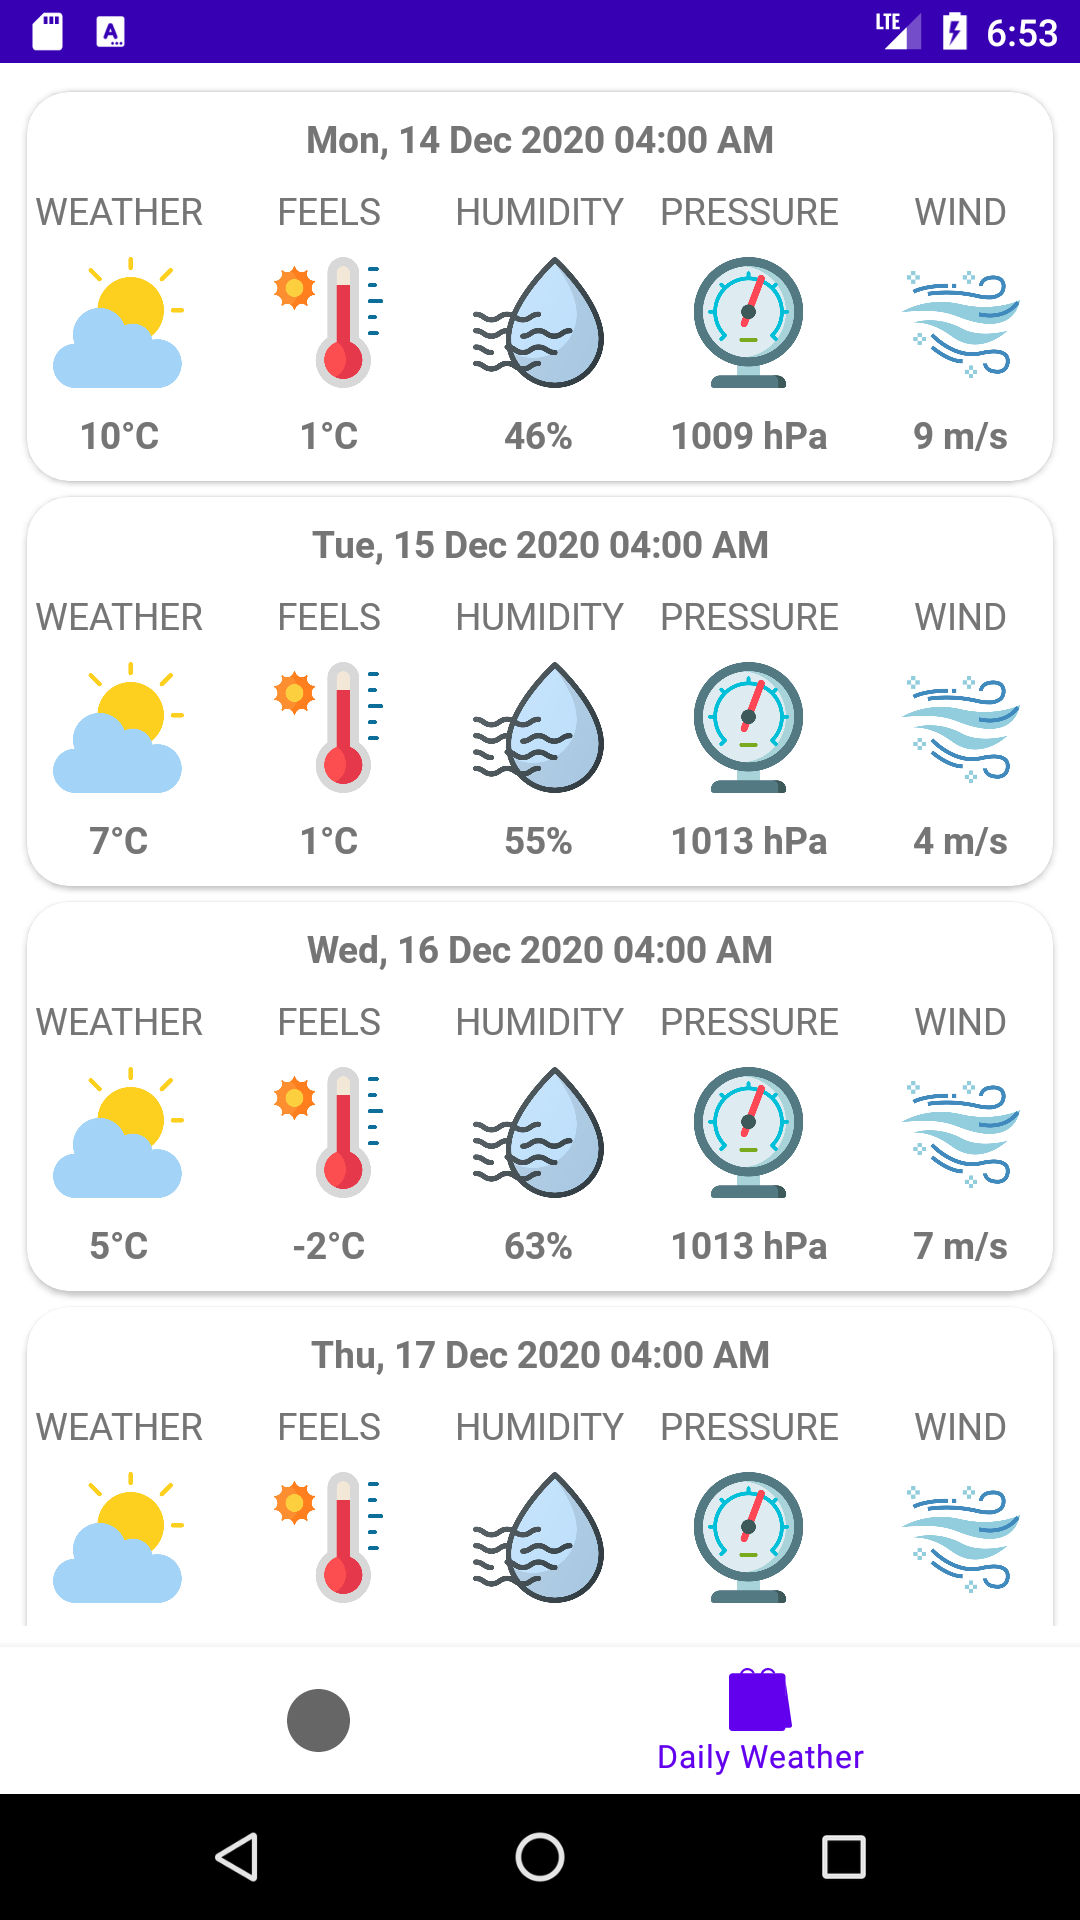 LTE 6:53
Mon, 14 Dec 2020 04:00 AM
WEATHER FEELS HUMIDITY PRESSURE WIND
10°C 1°C 46% 1009 hPa 9 m/s
Tue, 15 Dec 2020 04:00 AM
WEATHER FEELS HUMIDITY PRESSURE WIND
7°C 1°C 55% 1013 hPa 4 m/s
Wed, 16 Dec 2020 04:00 AM
WEATHER FEELS HUMIDITY PRESSURE WIND
5°C -2°C 63% 1013 hPa 7 m/s
Thu, 17 Dec 2020 04:00 AM
WEATHER FEELS HUMIDITY PRESSURE WIND
Daily Weather